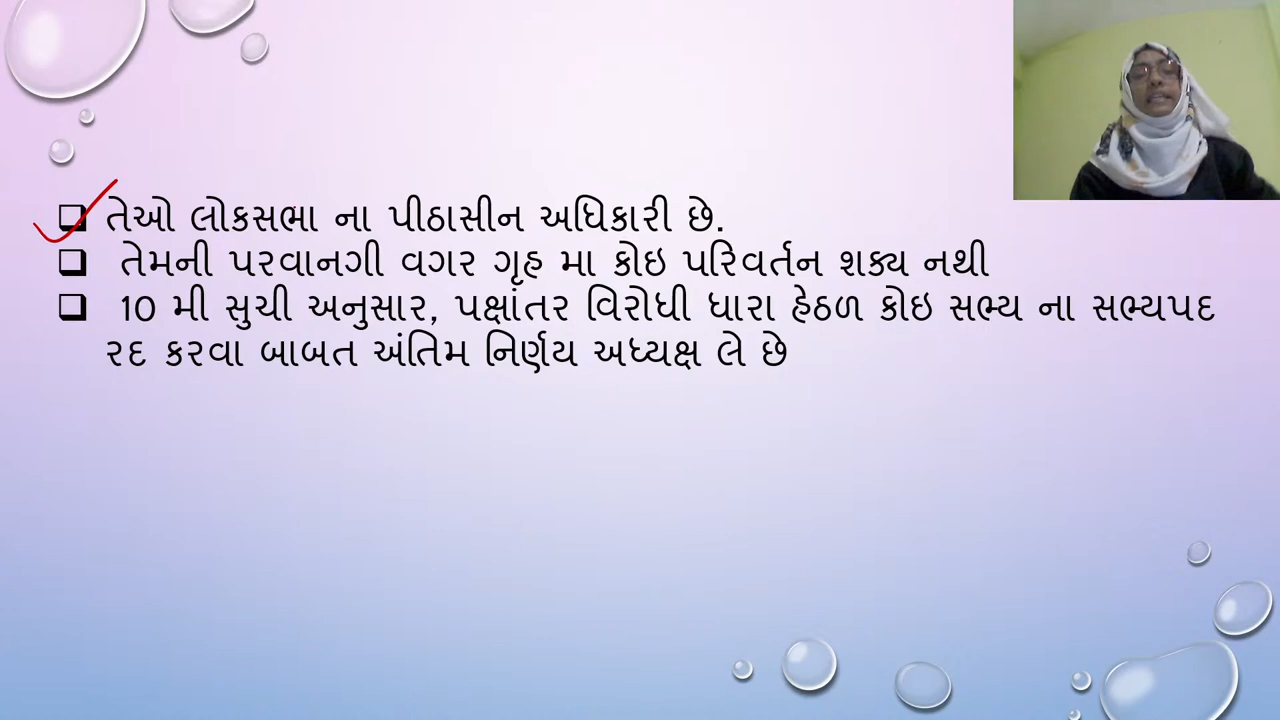 તેઓ લોકસભા ના પીઠાસીન અધિકારી છે.
તેમની પરવાનગી વગર ગૃહ મા કોઇ પરિવર્તન શક્ય નથી
10 મી સુચી અનુસાર, પક્ષાંતર વિરોધી ધારા હેઠળ કોઇ સભ્ય ના સભ્યપદ
રદ કરવા બાબત અંતિમ નિર્ણય અધ્યક્ષ લે છે